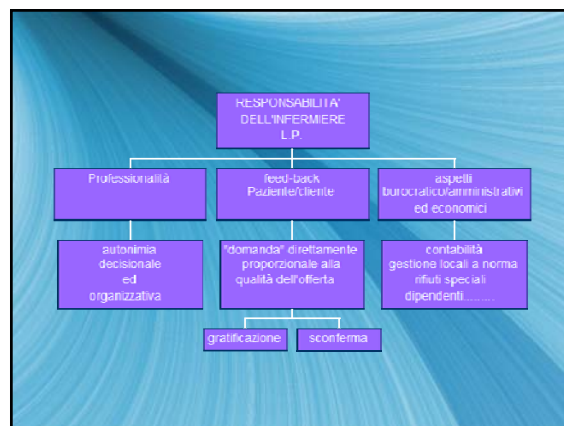 RESPONSABILITA'
DELL'INFERMIERE
L.P.
Professionalità
feed-back
Paziente/cliente
aspetti
burocratico/amministrativi
ed economici
autonimia
decisionale
ed
organizzativa
"domanda" direttamente
proporzionale alla
qualità dell'offerta
contabilità
gestione locali a norma
rifiuti speciali
dipendenti.........
gratificazione
sconferma